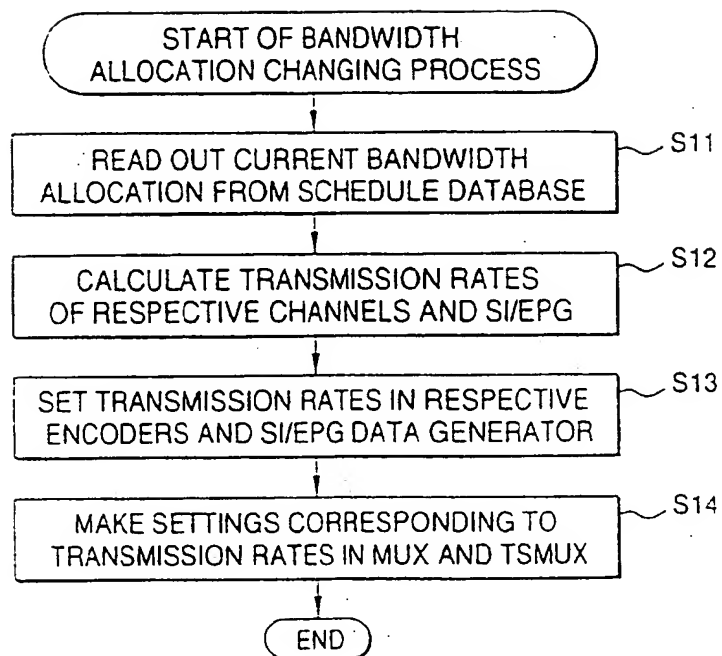 START OF BANDWIDTH
ALLOCATION CHANGING PROCESS
READ OUT CURRENT BANDWIDTH
ALLOCATION FROM SCHEDULE DATABASE
S11
CALCULATE TRANSMISSION RATES
OF RESPECTIVE CHANNELS AND SI/EPG
S12
SET TRANSMISSION RATES IN RESPECTIVE
ENCODERS AND SI/EPG DATA GENERATOR
S13
MAKE SETTINGS CORRESPONDING TO
TRANSMISSION RATES IN MUX AND TSMUX
S14
END